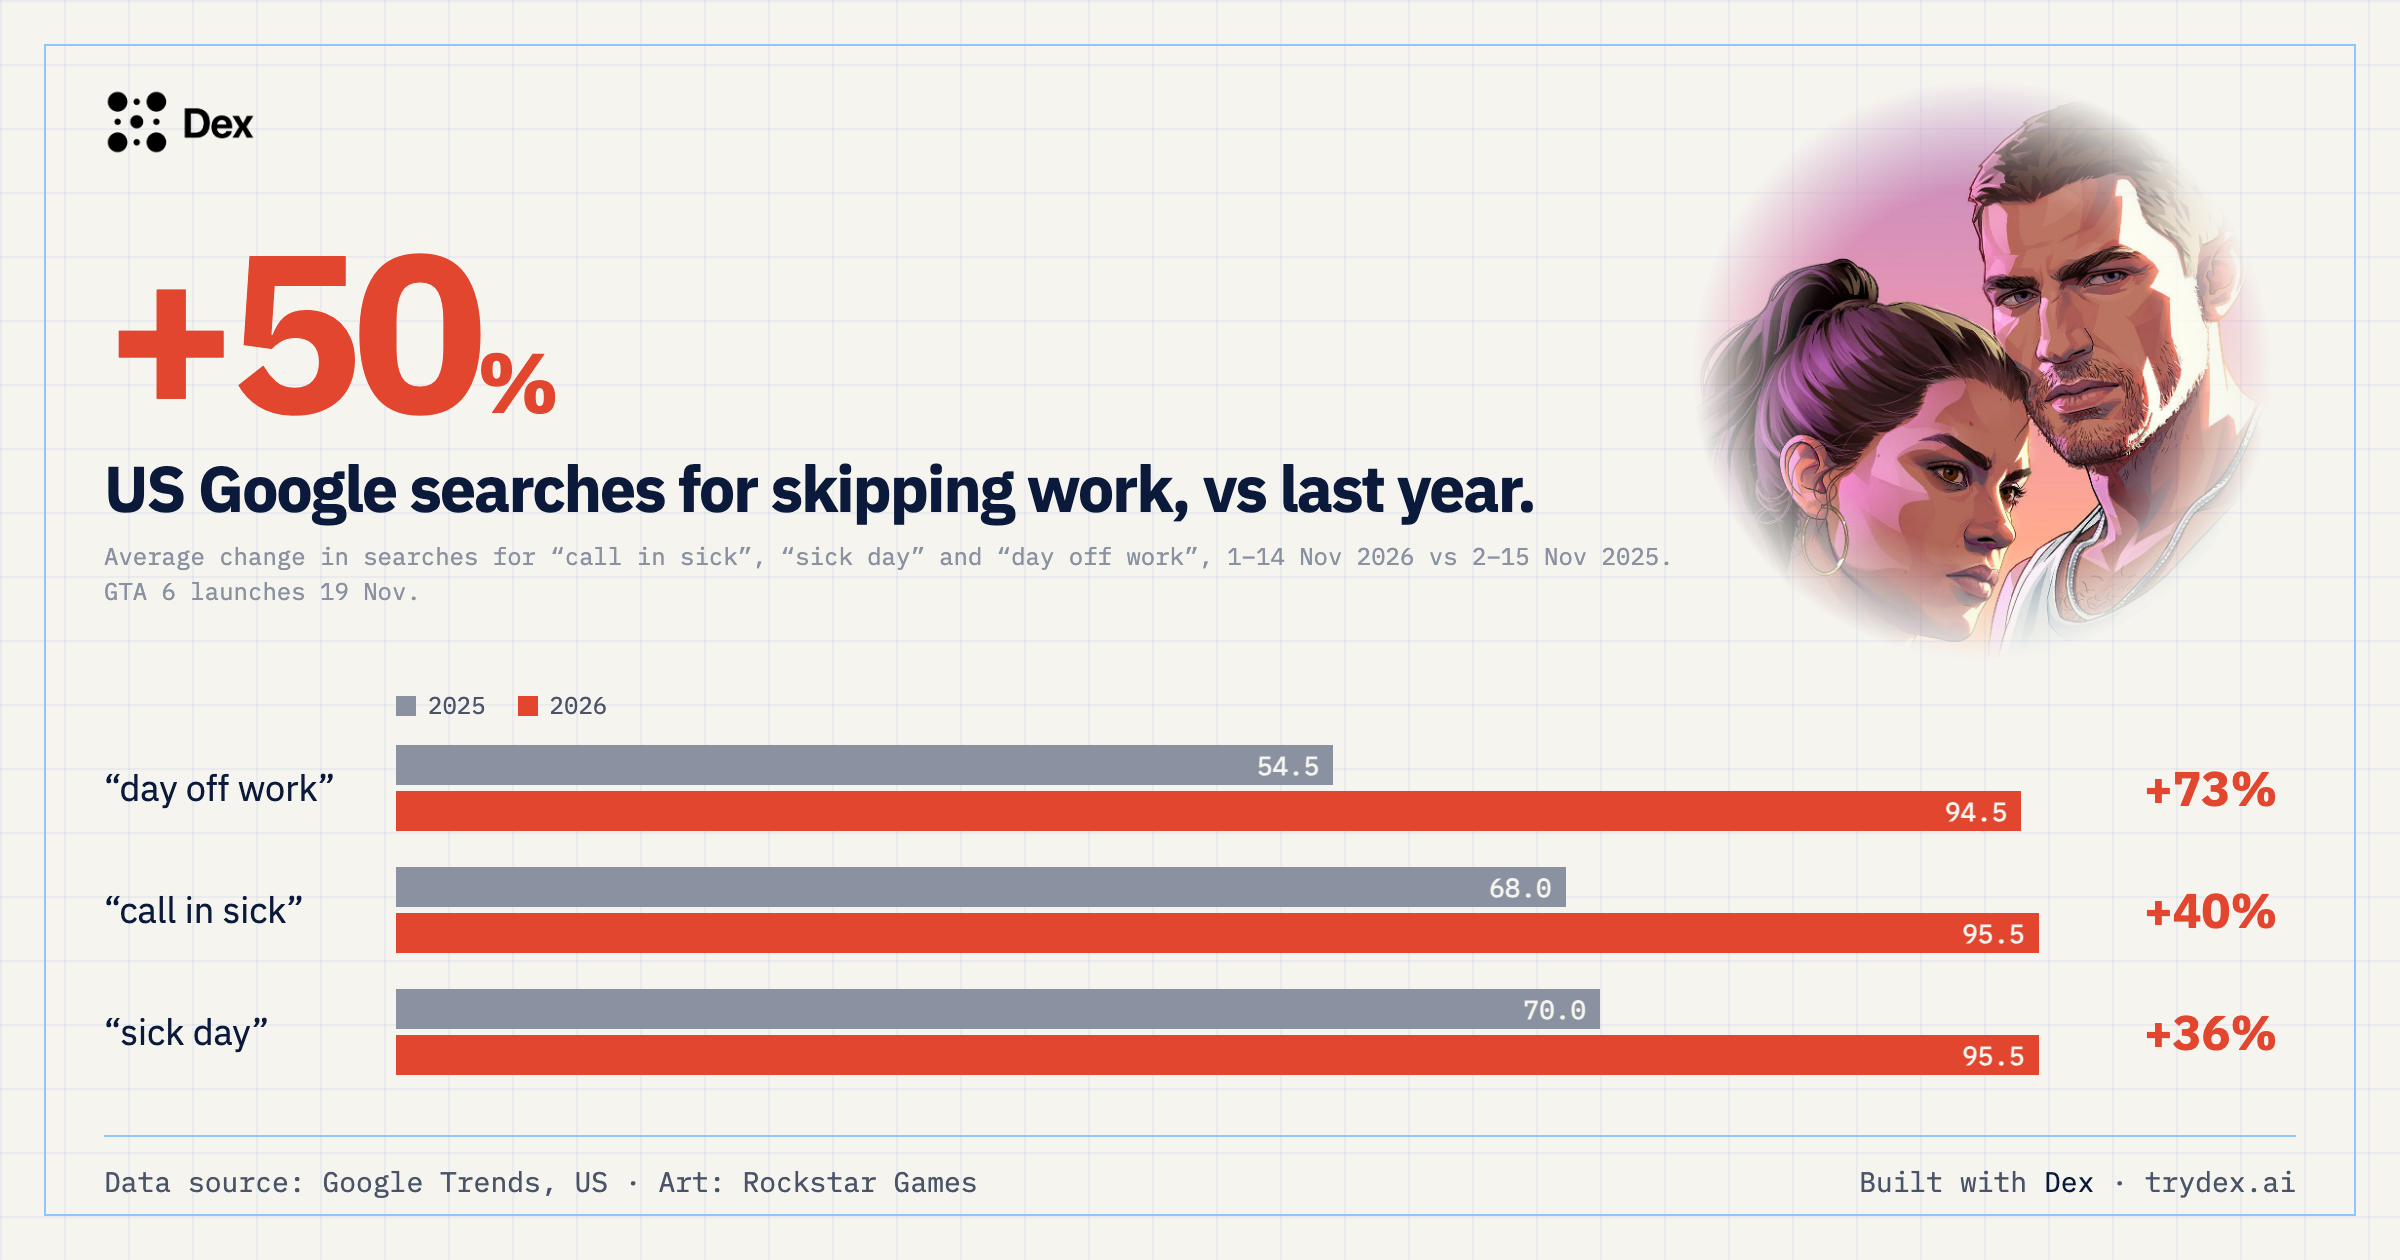 Dex
+50%
US Google searches for skipping work, vs last year.
Average change in searches for “call in sick”, “sick day” and “day off work”, 1–14 Nov 2026 vs 2–15 Nov 2025.
GTA 6 launches 19 Nov.
2025 2026
“day off work” 54.5 94.5 +73%
“call in sick” 68.0 95.5 +40%
“sick day” 70.0 95.5 +36%
Data source: Google Trends, US · Art: Rockstar Games
Built with Dex · trydex.ai